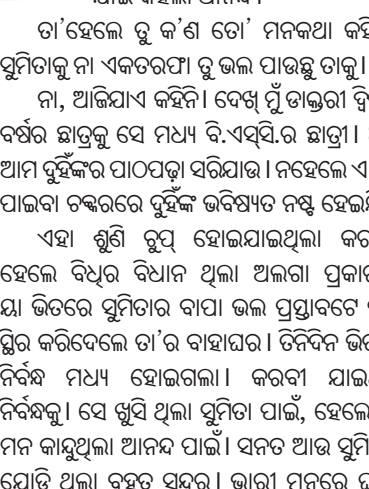 ତା'ହେଲେ ତୁ କ'ଣ ତୋ' ମନକଥା
ସୁମିତାକୁ ନା ଏକତରଫା ତୁ ଭଲ ପାଉଛୁ ତାକୁ।
ନା, ଆଜିଯାଏ କହିନି। ଦେଖ୍ ମୁଁ ଡାକ୍ତରୀ
ବର୍ଷର ଛାତ୍ରକୁ ସେ ମଧ୍ୟ ବି.ଏସ୍‌ସି.ର ଛାତ୍ରୀ।
ଆମ ଦୁହିଁଙ୍କର ପାଠପଢ଼ା ସରିଯାଉ। ନହେଲେ ଏ
ପାଇବା ଚକ୍କରରେ ଦୁହିଁଙ୍କ ଭବିଷ୍ୟତ ନଷ୍ଟ
ଏହା ଶୁଣି ଚୁପ୍ ହୋଇଯାଇଥିଲା
ହେଲେ ବିଧିର ବିଧାନ ଥିଲା ଅଲଗା
ୟା ଭିତରେ ସୁମିତାର ବାପା ଭଲ ପ୍ରସ୍ତାବଟେ
ସ୍ଥିର କରିଦେଲେ ତା'ର ବାହାଘର। ତିନିଦିନ
ନିର୍ବନ୍ଧ ମଧ୍ୟ ହୋଇଗଲା। କରବୀ
ନିର୍ବନ୍ଧକୁ। ସେ ଖୁସି ଥିଲା ସୁମିତା ପାଇଁ, ହେଲେ
ମନ କାନ୍ଦୁଥିଲା ଆନନ୍ଦ ପାଇଁ। ସନତ ଆଉ
ଯୋଡ଼ି ଥିଲା ବହୁତ ସୁନ୍ଦର। ଭାରୀ ମନରେ